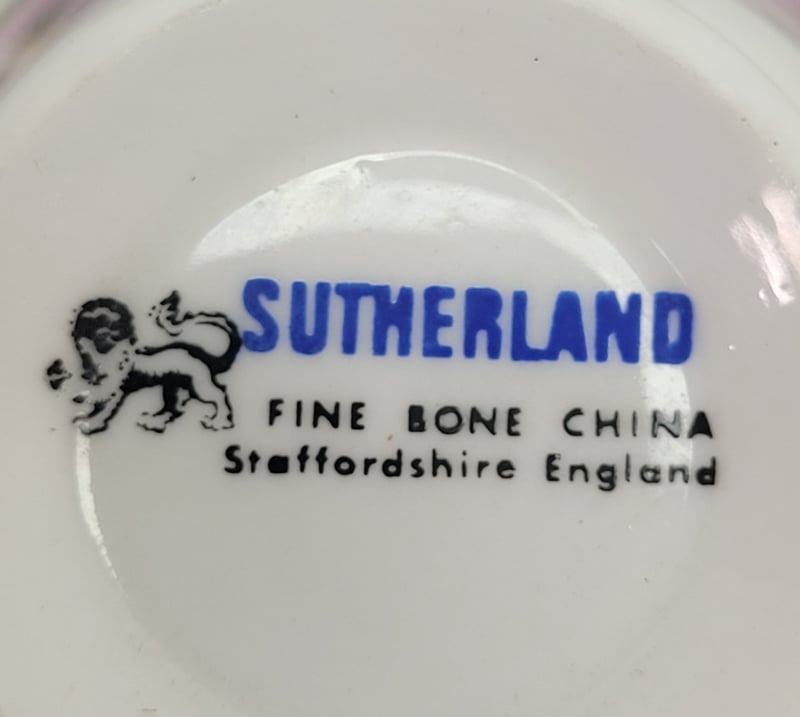 SUTHERLAND
FINE BONE CHINA
Staffordshire England